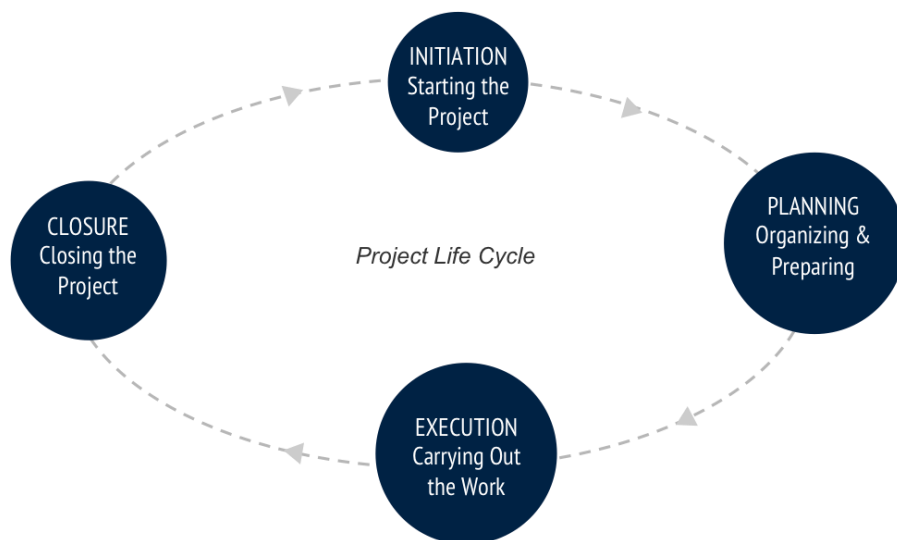 INITIATION
Starting the
Project
PLANNING
Organizing &
Preparing
CLOSURE
Closing the
Project
Project Life Cycle
EXECUTION
Carrying Out
the Work